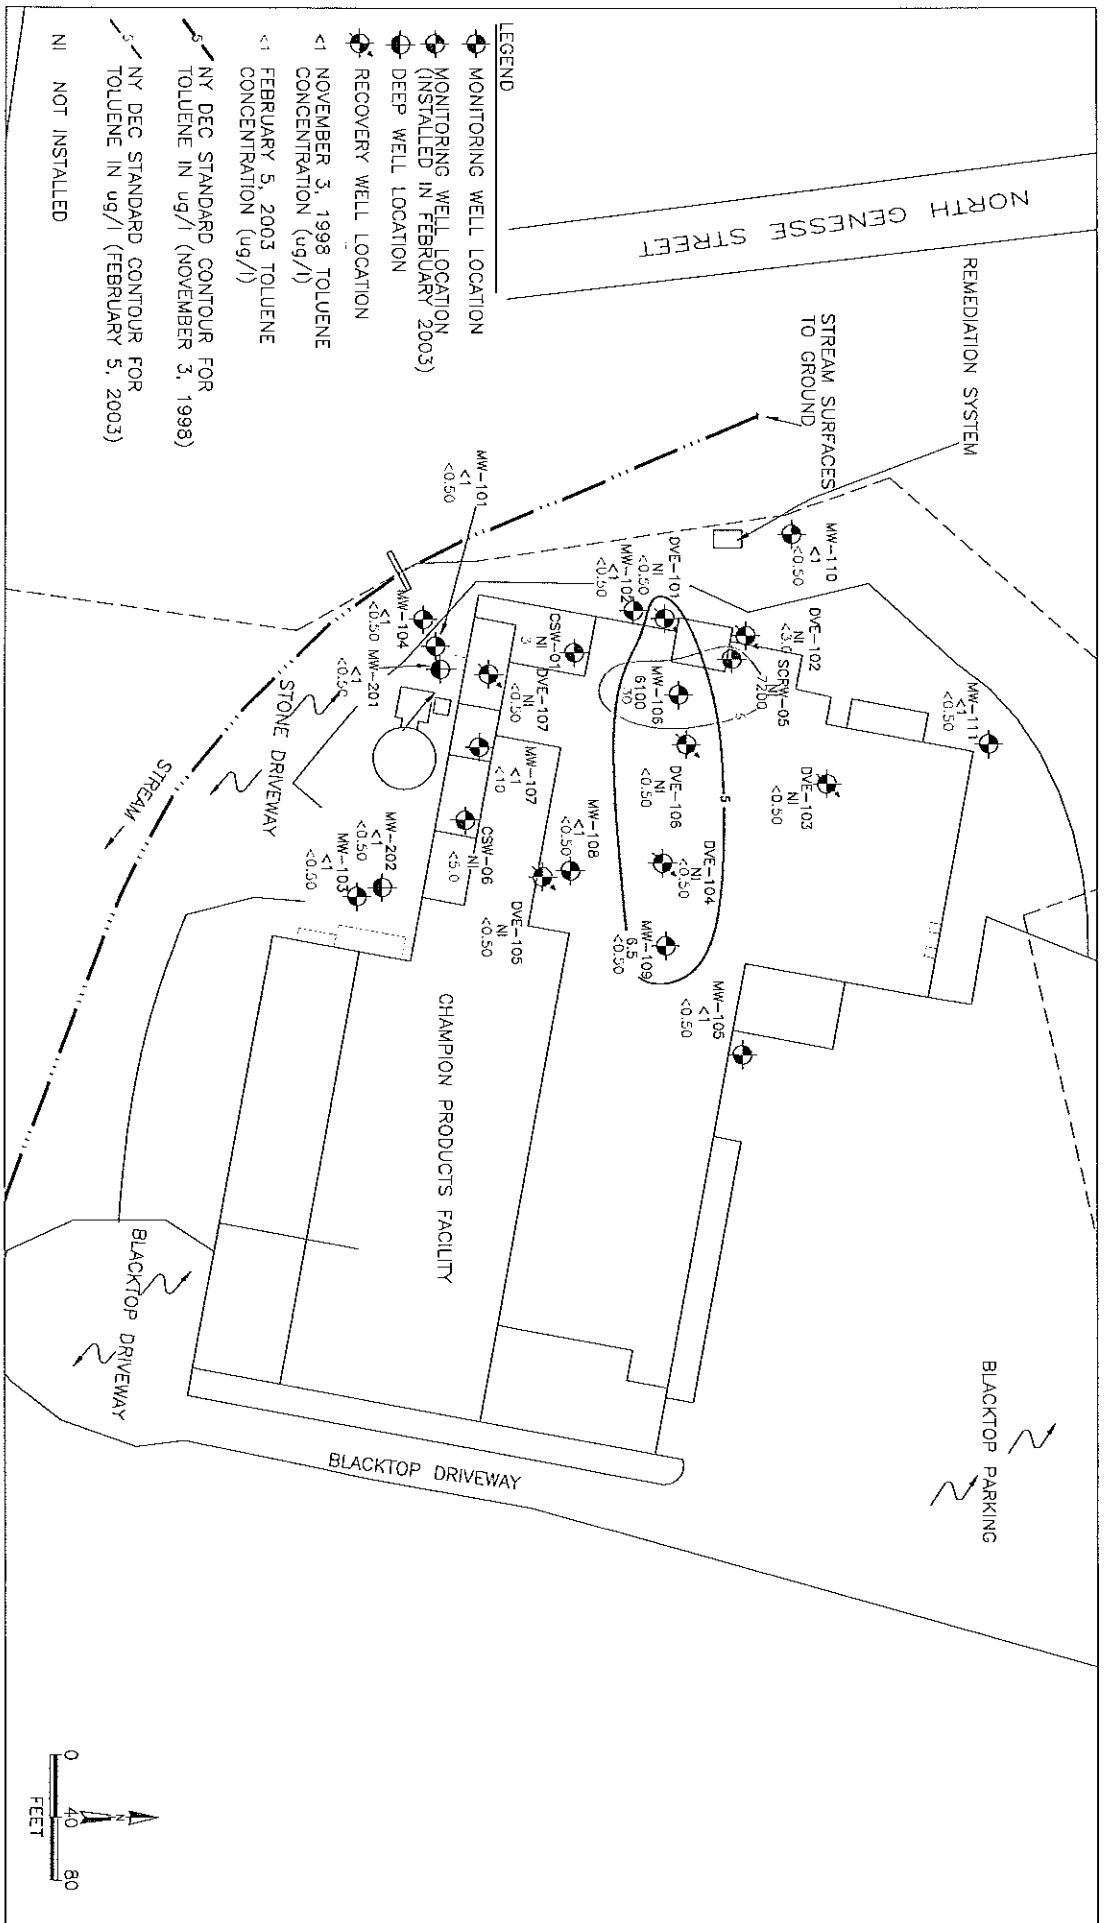 LEGEND
MONITORING WELL LOCATION
MONITORING WELL LOCATION
(INSTALLED IN FEBRUARY 2003)
DEEP WELL LOCATION
RECOVERY WELL LOCATION
<1 NOVEMBER 3, 1998 TOLUENE
CONCENTRATION (ug/l)
<1 FEBRUARY 5, 2003 TOLUENE
CONCENTRATION (ug/l)
5 NY DEC STANDARD CONTOUR FOR
TOLUENE IN ug/l (NOVEMBER 3, 1998)
5 NY DEC STANDARD CONTOUR FOR
TOLUENE IN ug/l (FEBRUARY 5, 2003)
NI NOT INSTALLED
NORTH GENESSE STREET
REMEDIATION SYSTEM
STREAM SURFACES
TO GROUND
MW-110
<1
<0.50
MW-111
<1
<0.50
DVE-102
NI
<3.0
SCRW-05
NI
7200
DVE-103
NI
<0.50
DVE-101
NI
<0.50
MW-102
<1
<0.50
MW-106
6100
30
5
5
DVE-106
NI
<0.50
DVE-104
NI
<0.50
MW-109
6.5
<0.50
MW-105
<1
<0.50
CSW-01
NI
3
MW-101
<1
<0.50
MW-104
<1
<0.50
MW-201
<1
<0.50
DVE-107
NI
<0.50
MW-107
<1
<10
MW-108
<1
<0.50
CSW-06
NI
<5.0
DVE-105
NI
<0.50
MW-202
<1
<0.50
MW-103
<1
<0.50
STONE DRIVEWAY
STREAM
CHAMPION PRODUCTS FACILITY
BLACKTOP DRIVEWAY
BLACKTOP DRIVEWAY
BLACKTOP PARKING
N
0 40 80
FEET